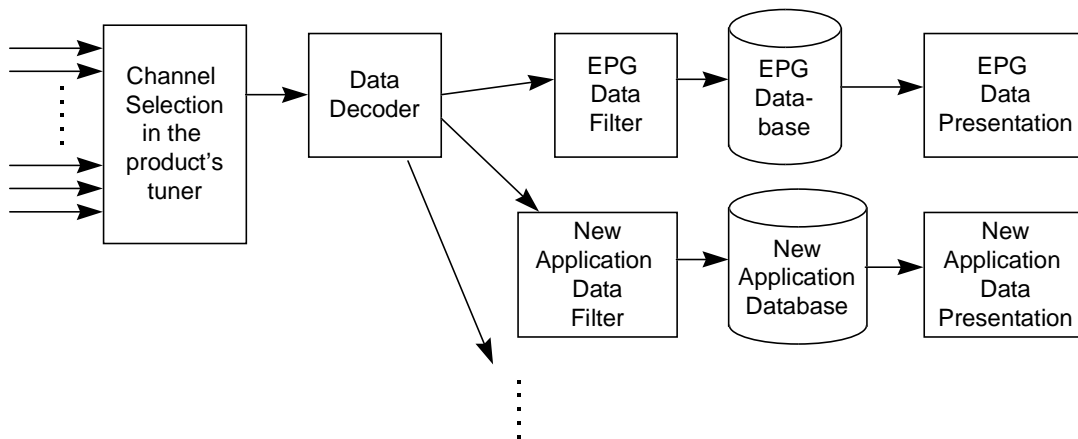 Channel
Selection
in the
product's
tuner
Data
Decoder
EPG
Data
Filter
EPG
Data-
base
EPG
Data
Presentation
New
Application
Data
Filter
New
Application
Database
New
Application
Data
Presentation